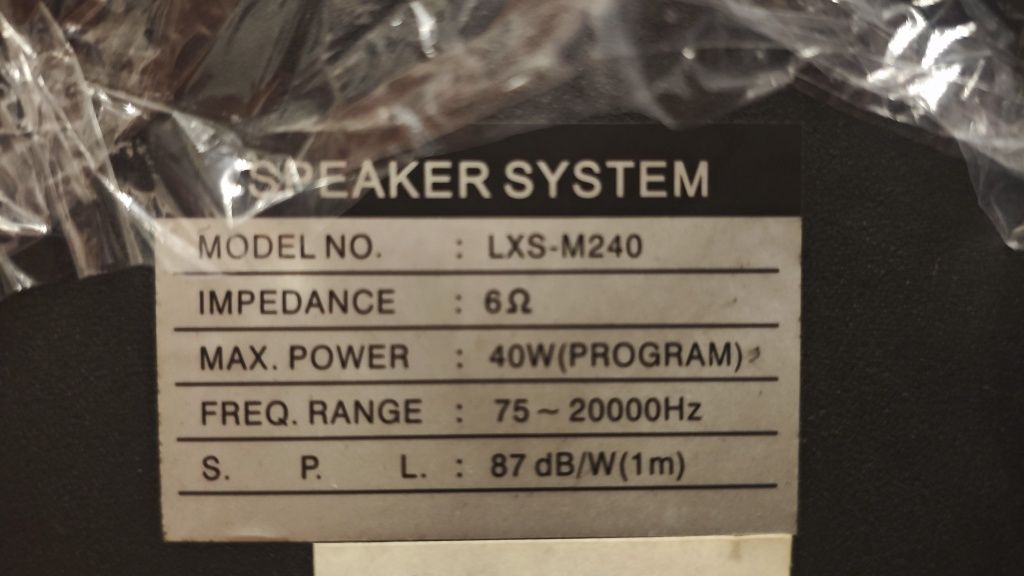 SPEAKER SYSTEM
MODEL NO. : LXS-M240
IMPEDANCE : 6Ω
MAX. POWER : 40W(PROGRAM)
FREQ. RANGE : 75~20000Hz
S. P. L. : 87 dB/W(1m)